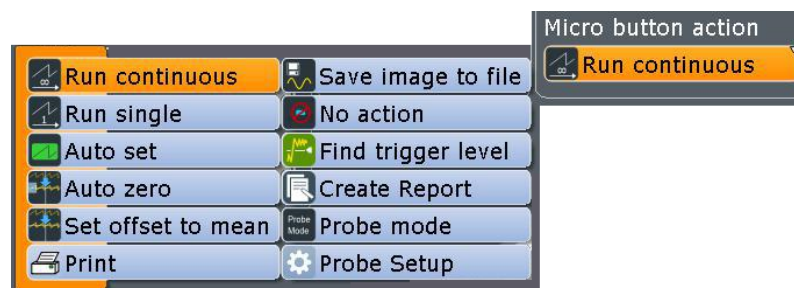 Micro button action
Run continuous
Run continuous
Save image to file
Run single
No action
Auto set
Find trigger level
Auto zero
Create Report
Set offset to mean
Probe Mode
Probe mode
Print
Probe Setup